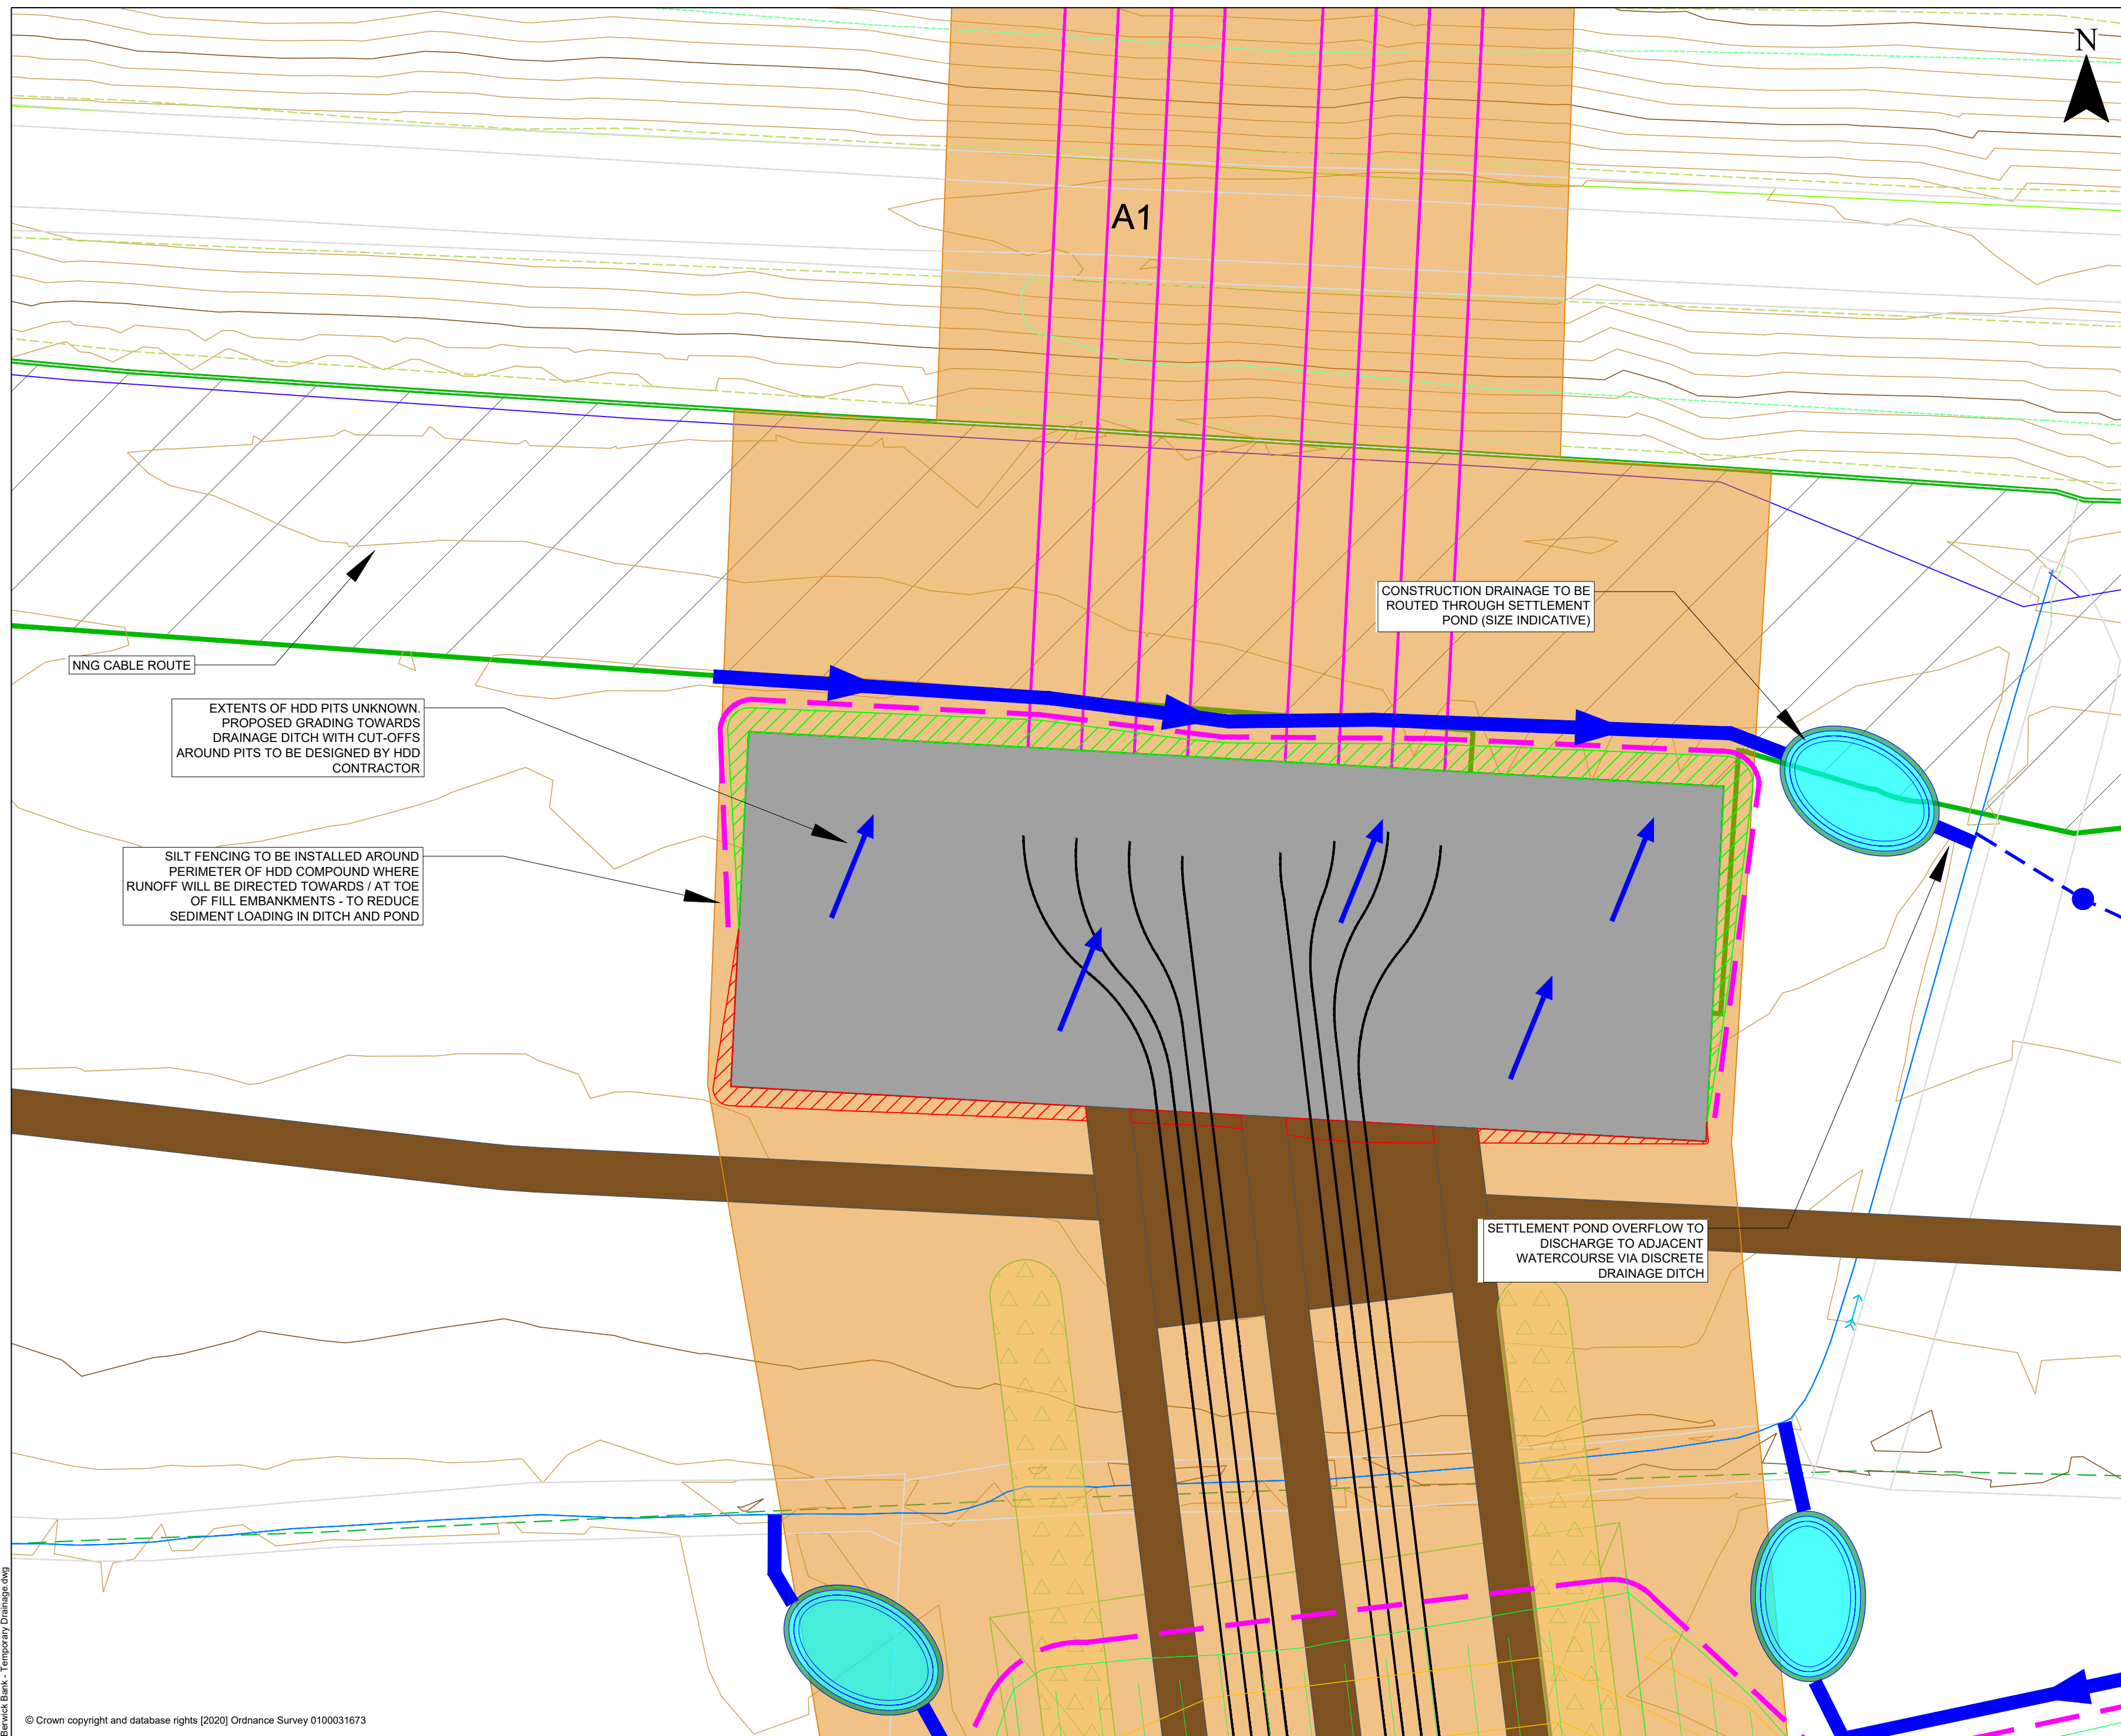 N
A1
CONSTRUCTION DRAINAGE TO BE
ROUTED THROUGH SETTLEMENT
POND (SIZE INDICATIVE)
NNG CABLE ROUTE
EXTENTS OF HDD PITS UNKNOWN.
PROPOSED GRADING TOWARDS
DRAINAGE DITCH WITH CUT-OFFS
AROUND PITS TO BE DESIGNED BY HDD
CONTRACTOR
SILT FENCING TO BE INSTALLED AROUND
PERIMETER OF HDD COMPOUND WHERE
RUNOFF WILL BE DIRECTED TOWARDS / AT TOE
OF FILL EMBANKMENTS - TO REDUCE
SEDIMENT LOADING IN DITCH AND POND
SETTLEMENT POND OVERFLOW TO
DISCHARGE TO ADJACENT
WATERCOURSE VIA DISCRETE
DRAINAGE DITCH
Berwick Bank - Temporary Drainage.dwg
© Crown copyright and database rights [2020] Ordnance Survey 0100031673